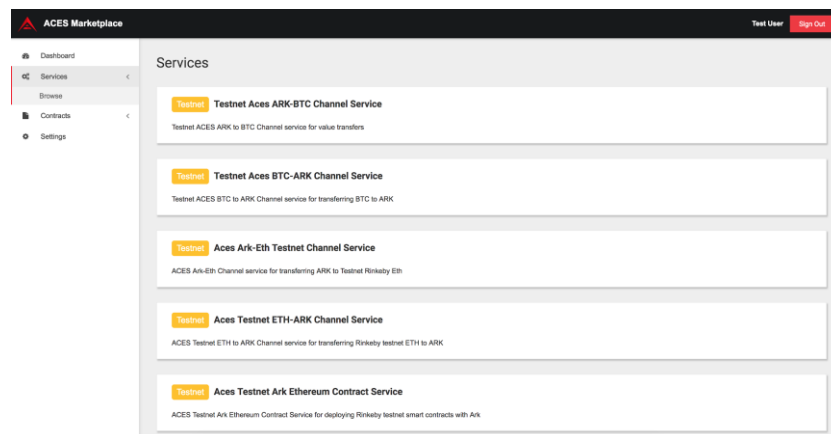 ACES Marketplace
Test User
Sign Out
Dashboard
Services
Browse
Contracts
Settings
Services
Testnet Testnet Aces ARK-BTC Channel Service
Testnet ACES ARK to BTC Channel service for value transfers
Testnet Testnet Aces BTC-ARK Channel Service
Testnet ACES BTC to ARK Channel service for transferring BTC to ARK
Testnet Aces Ark-Eth Testnet Channel Service
ACES Ark-Eth Channel service for transferring ARK to Testnet Rinkeby Eth
Testnet Aces Testnet ETH-ARK Channel Service
ACES Testnet ETH to ARK Channel service for transferring Rinkeby testnet ETH to ARK
Testnet Aces Testnet Ark Ethereum Contract Service
ACES Testnet Ark Ethereum Contract Service for deploying Rinkeby testnet smart contracts with Ark